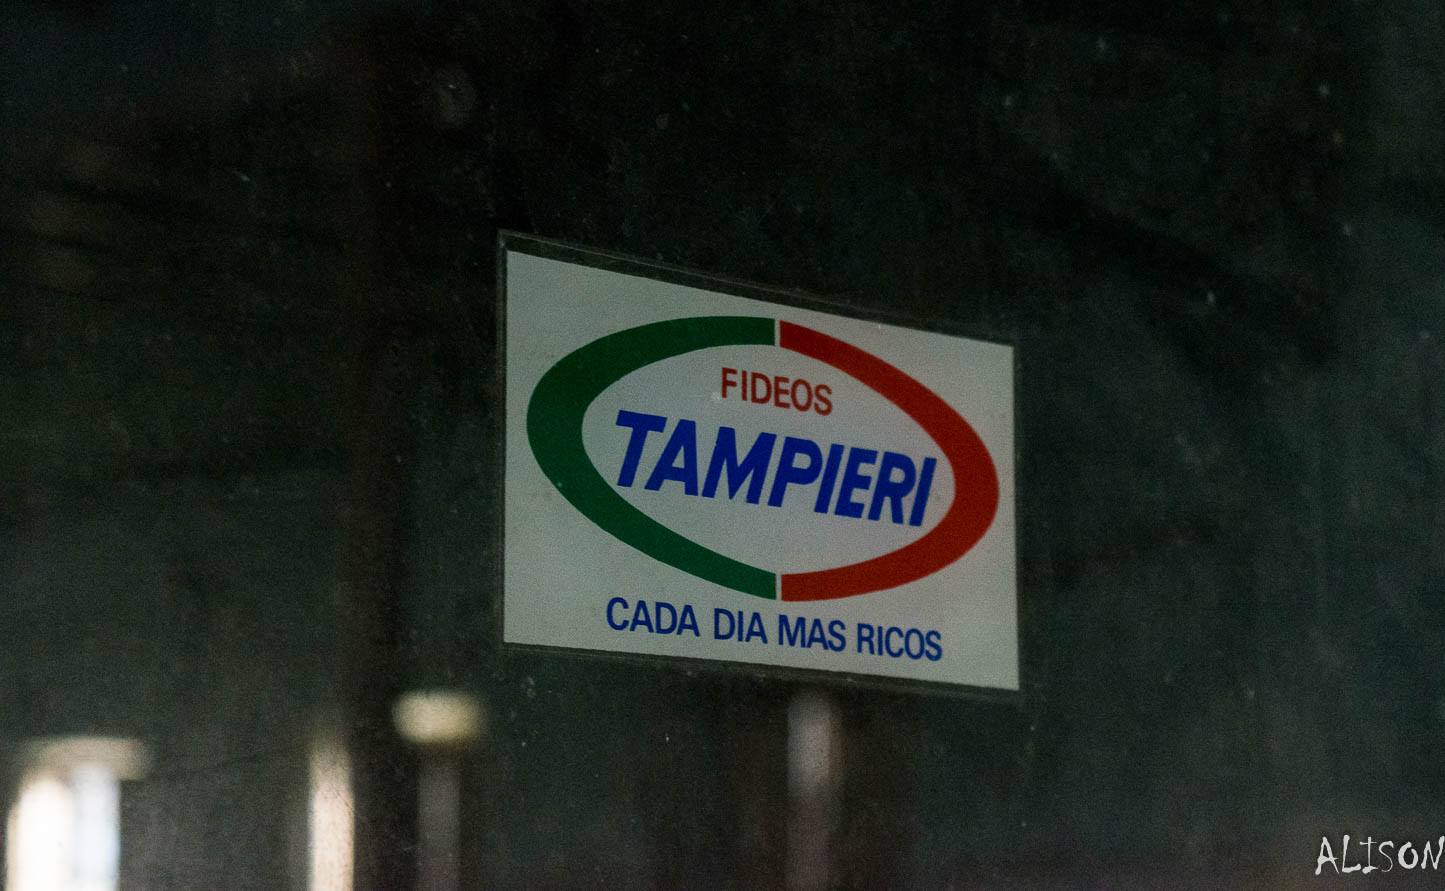 FIDEOS
TAMPIERI
CADA DIA MAS RICOS
ALISON